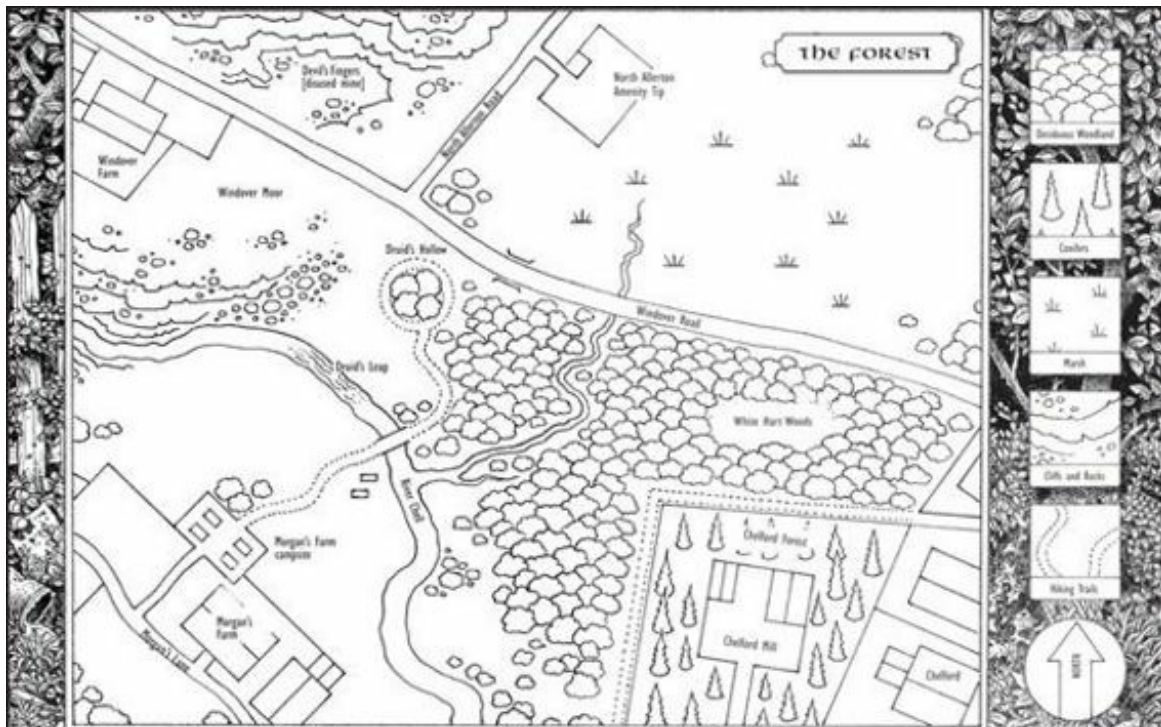 THE FOREST
Devil's Fingers
[disused mine]
North Allerton
Amenity Tip
North Allerton Road
Windover
Farm
Windover Moor
Druid's Hollow
Windover Road
Druid's Leap
White Hart Woods
River Chel
Morgan's Farm
campsite
Chelford Forest
Morgan's
Farm
Chelford Mill
Morgan's Lane
Chelford
Deciduous Woodland
Conifers
Marsh
Cliffs and Rocks
Hiking Trails
NORTH